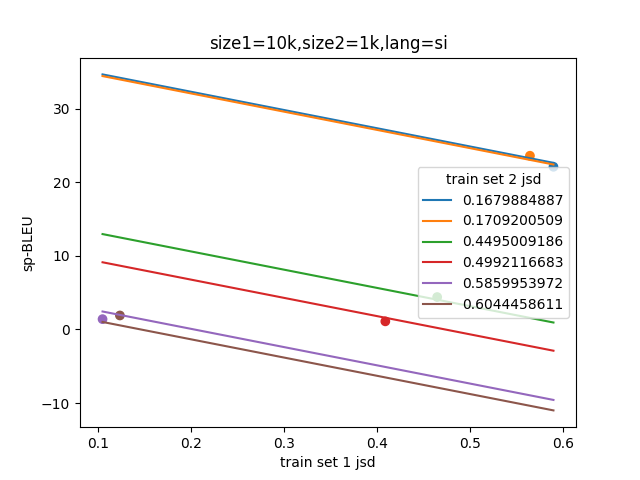 size1=10k,size2=1k,lang=si
sp-BLEU
30
20
10
0
−10
train set 2 jsd
0.1679884887
0.1709200509
0.4495009186
0.4992116683
0.5859953972
0.6044458611
0.1 0.2 0.3 0.4 0.5 0.6
train set 1 jsd